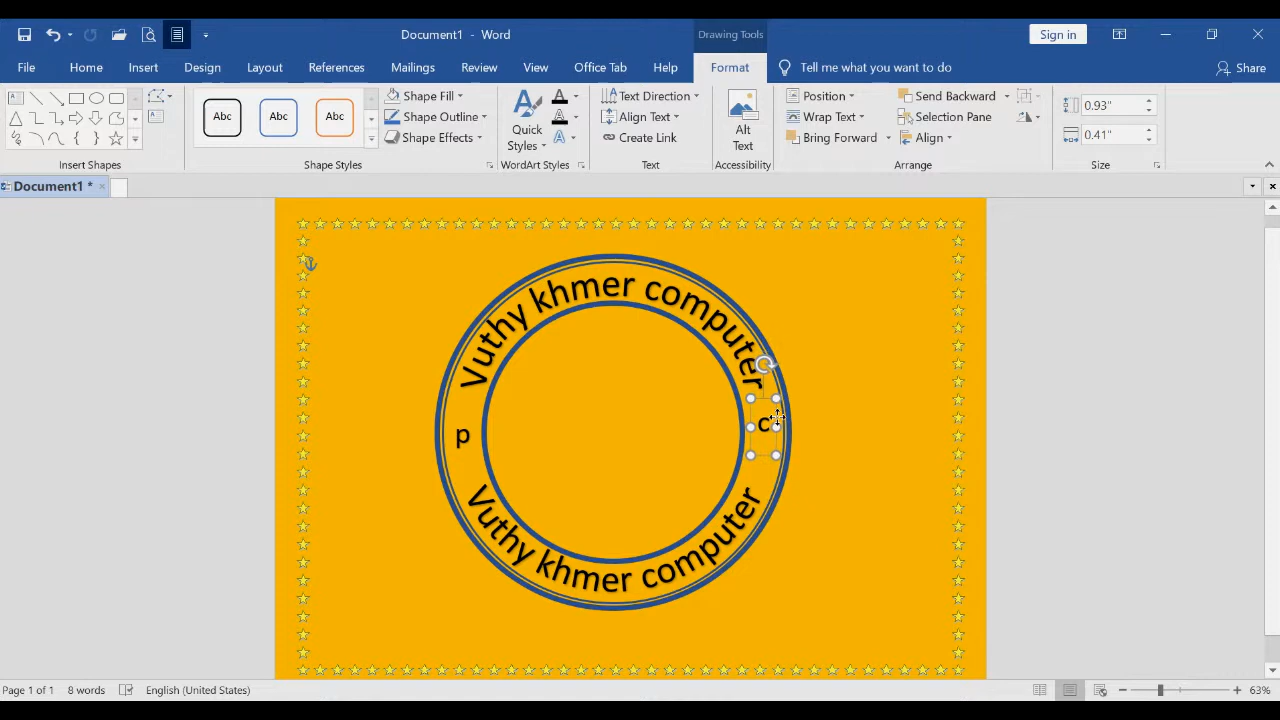 Document1 - Word
Drawing Tools
Sign in
File
Home
Insert
Design
Layout
References
Mailings
Review
View
Office Tab
Help
Format
Tell me what you want to do
Share
Abc
Abc
Abc
Shape Fill
Shape Outline
Shape Effects
Quick
Styles
Text Direction
Align Text
Create Link
Alt
Text
Position
Wrap Text
Bring Forward
Send Backward
Selection Pane
Align
0.93"
0.41"
Insert Shapes
Shape Styles
WordArt Styles
Text
Accessibility
Arrange
Size
Document1 *
Vuthy khmer computer
p
c
Vuthy khmer computer
Page 1 of 1
8 words
English (United States)
63%